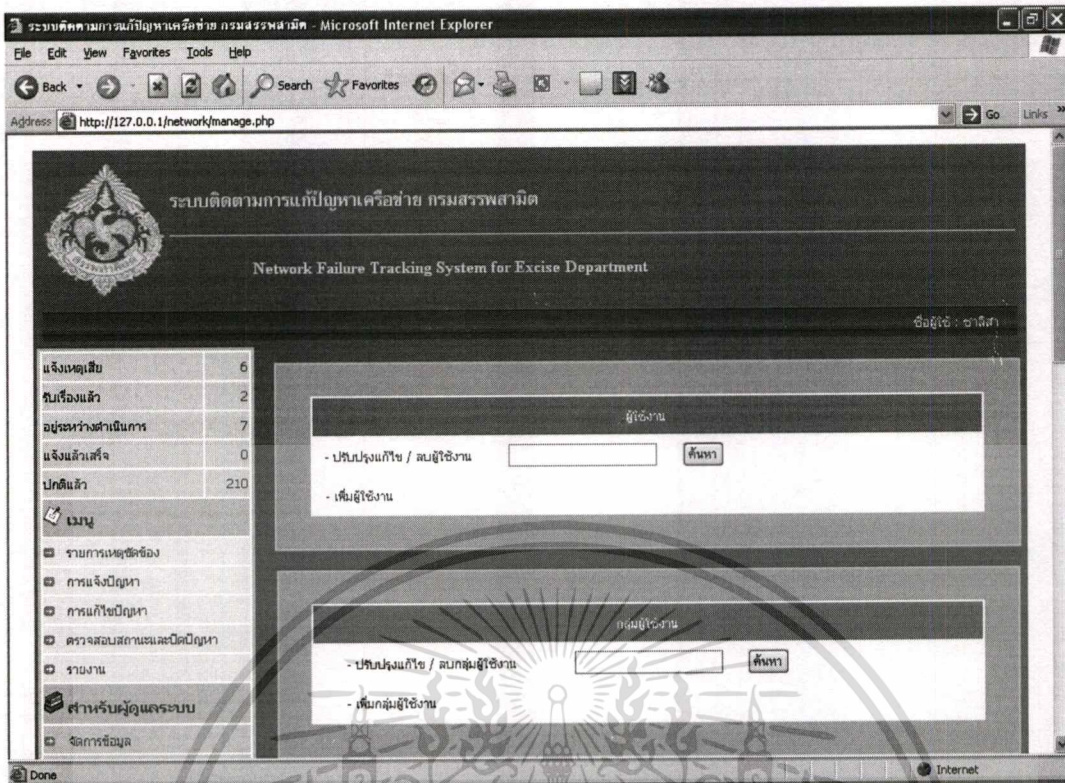 ระบบติดตามการแก้ปัญหาเครือข่าย กรมสรรพสามิต - Microsoft Internet Explorer
File Edit View Favorites Tools Help
Back Search Favorites
Address http://127.0.0.1/network/manage.php Go Links »
ระบบติดตามการแก้ปัญหาเครือข่าย กรมสรรพสามิต
Network Failure Tracking System for Excise Department
ชื่อผู้ใช้ : ชาลิสา
แจ้งเหตุเสีย 6
รับเรื่องแล้ว 2
อยู่ระหว่างดำเนินการ 7
แจ้งแล้วเสร็จ 0
ปกติแล้ว 210
เมนู
รายการเหตุขัดข้อง
การแจ้งปัญหา
การแก้ไขปัญหา
ตรวจสอบสถานะและปิดปัญหา
รายงาน
สำหรับผู้ดูแลระบบ
จัดการข้อมูล
ผู้ใช้งาน
- ปรับปรุงแก้ไข / ลบผู้ใช้งาน ค้นหา
- เพิ่มผู้ใช้งาน
กลุ่มผู้ใช้งาน
- ปรับปรุงแก้ไข / ลบกลุ่มผู้ใช้งาน ค้นหา
- เพิ่มกลุ่มผู้ใช้งาน
Done Internet